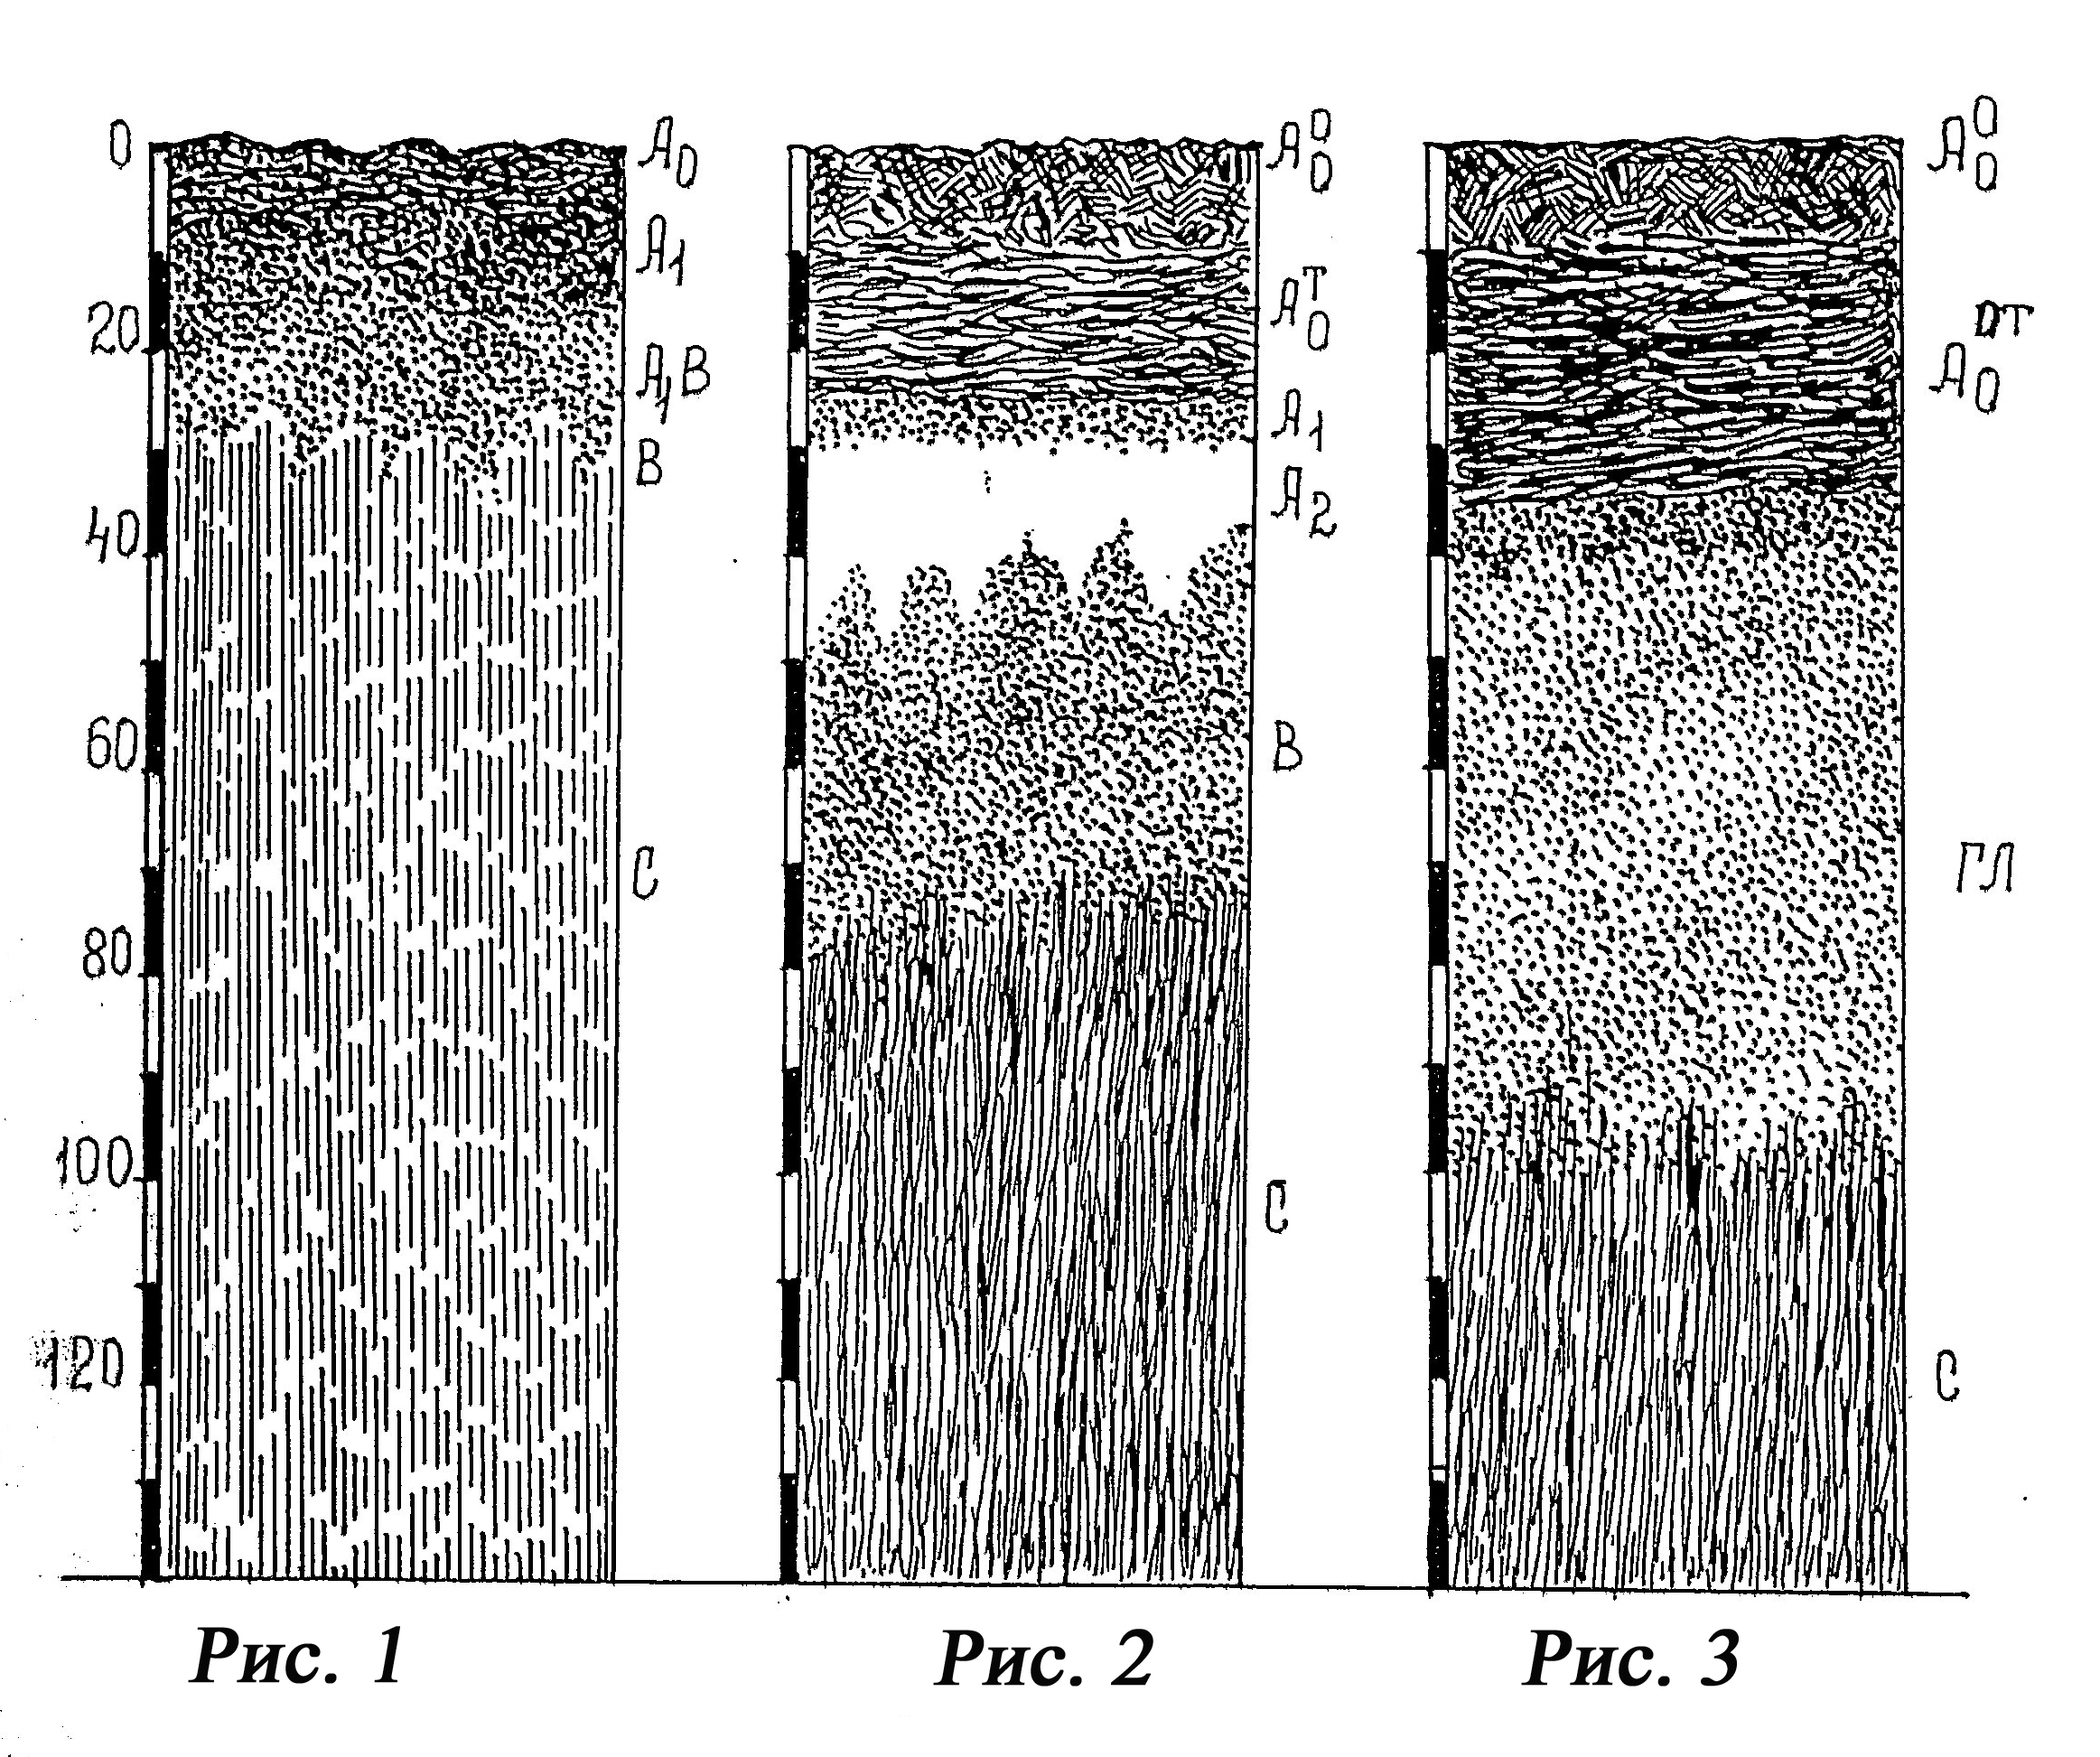 0
20
40
60
80
100
120
А0
А1
А1В
В
С
А0О
А0Т
А1
А2
В
С
А0О
А0ОТ
ГЛ
С
Рис. 1
Рис. 2
Рис. 3